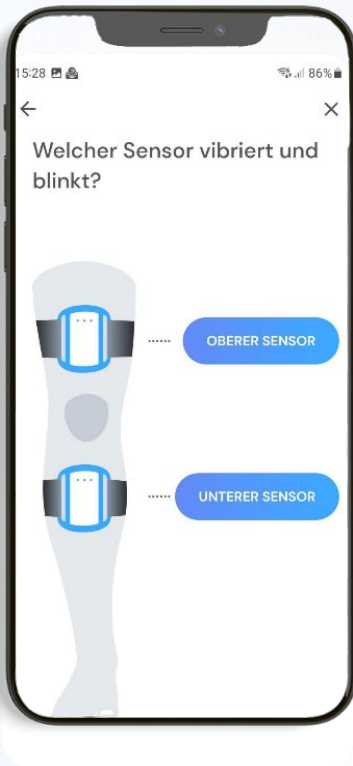 15:28
86%
Welcher Sensor vibriert und
blinkt?
OBERER SENSOR
UNTERER SENSOR